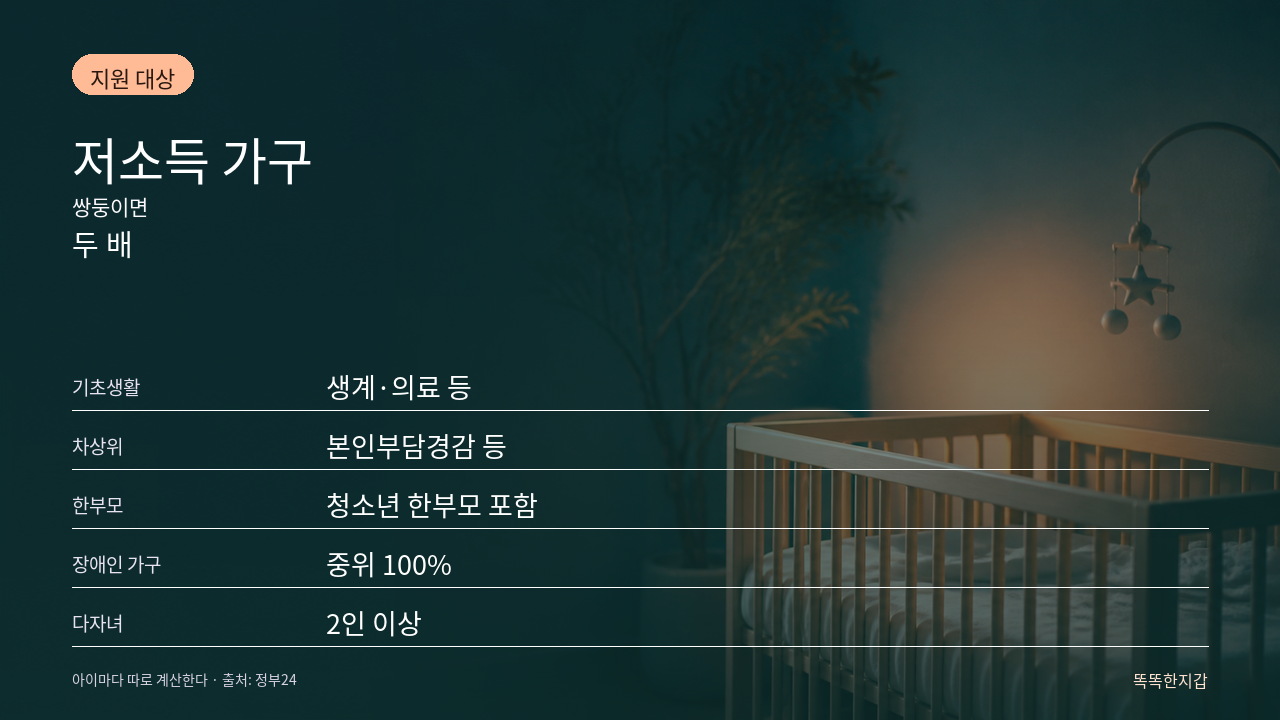 지원 대상
저소득 가구
쌍둥이면
두 배
기초생활 생계·의료 등
차상위 본인부담경감 등
한부모 청소년 한부모 포함
장애인 가구 중위 100%
다자녀 2인 이상
아이마다 따로 계산한다 · 출처: 정부24
똑똑한지갑